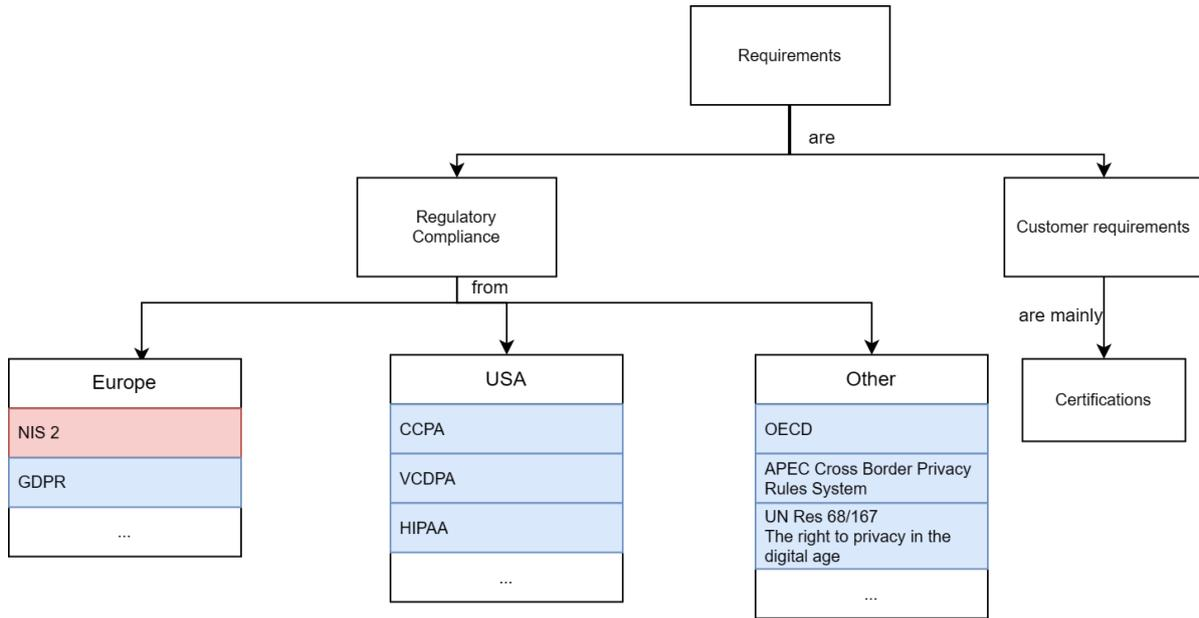 Requirements
are
Regulatory
Compliance
Customer requirements
from
are mainly
Europe
NIS 2
GDPR
...
USA
CCPA
VCDPA
HIPAA
...
Other
OECD
APEC Cross Border Privacy
Rules System
UN Res 68/167
The right to privacy in the
digital age
...
Certifications